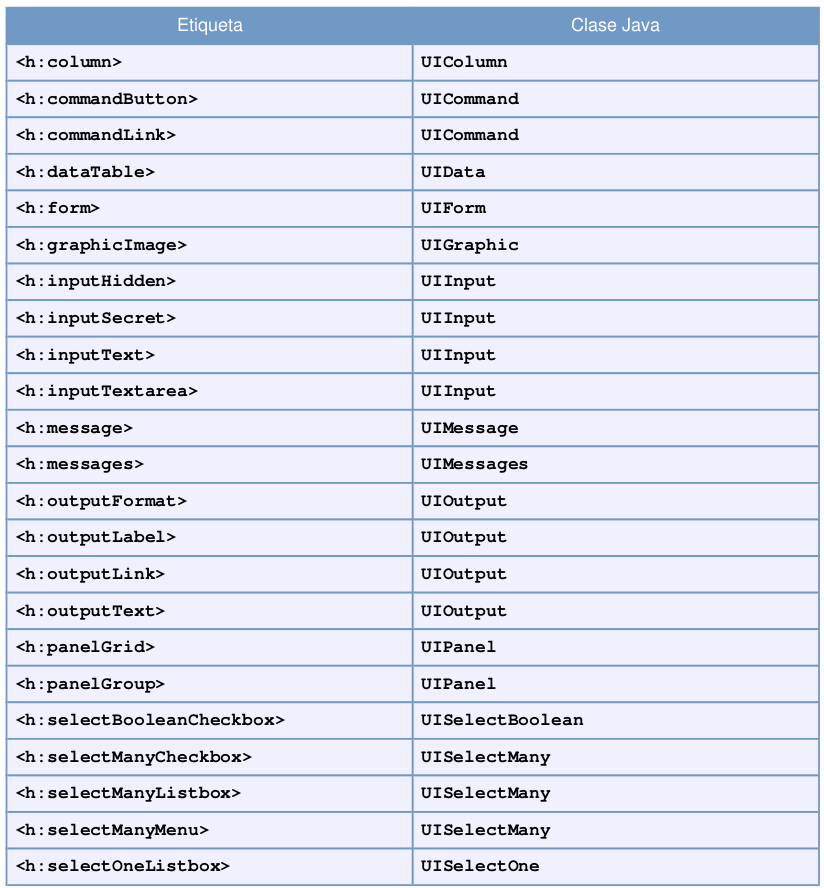 Etiqueta Clase Java
<h:column> UIColumn
<h:commandButton> UICommand
<h:commandLink> UICommand
<h:dataTable> UIData
<h:form> UIForm
<h:graphicImage> UIGraphic
<h:inputHidden> UIInput
<h:inputSecret> UIInput
<h:inputText> UIInput
<h:inputTextarea> UIInput
<h:message> UIMessage
<h:messages> UIMessages
<h:outputFormat> UIOutput
<h:outputLabel> UIOutput
<h:outputLink> UIOutput
<h:outputText> UIOutput
<h:panelGrid> UIPanel
<h:panelGroup> UIPanel
<h:selectBooleanCheckbox> UISelectBoolean
<h:selectManyCheckbox> UISelectMany
<h:selectManyListbox> UISelectMany
<h:selectManyMenu> UISelectMany
<h:selectOneListbox> UISelectOne